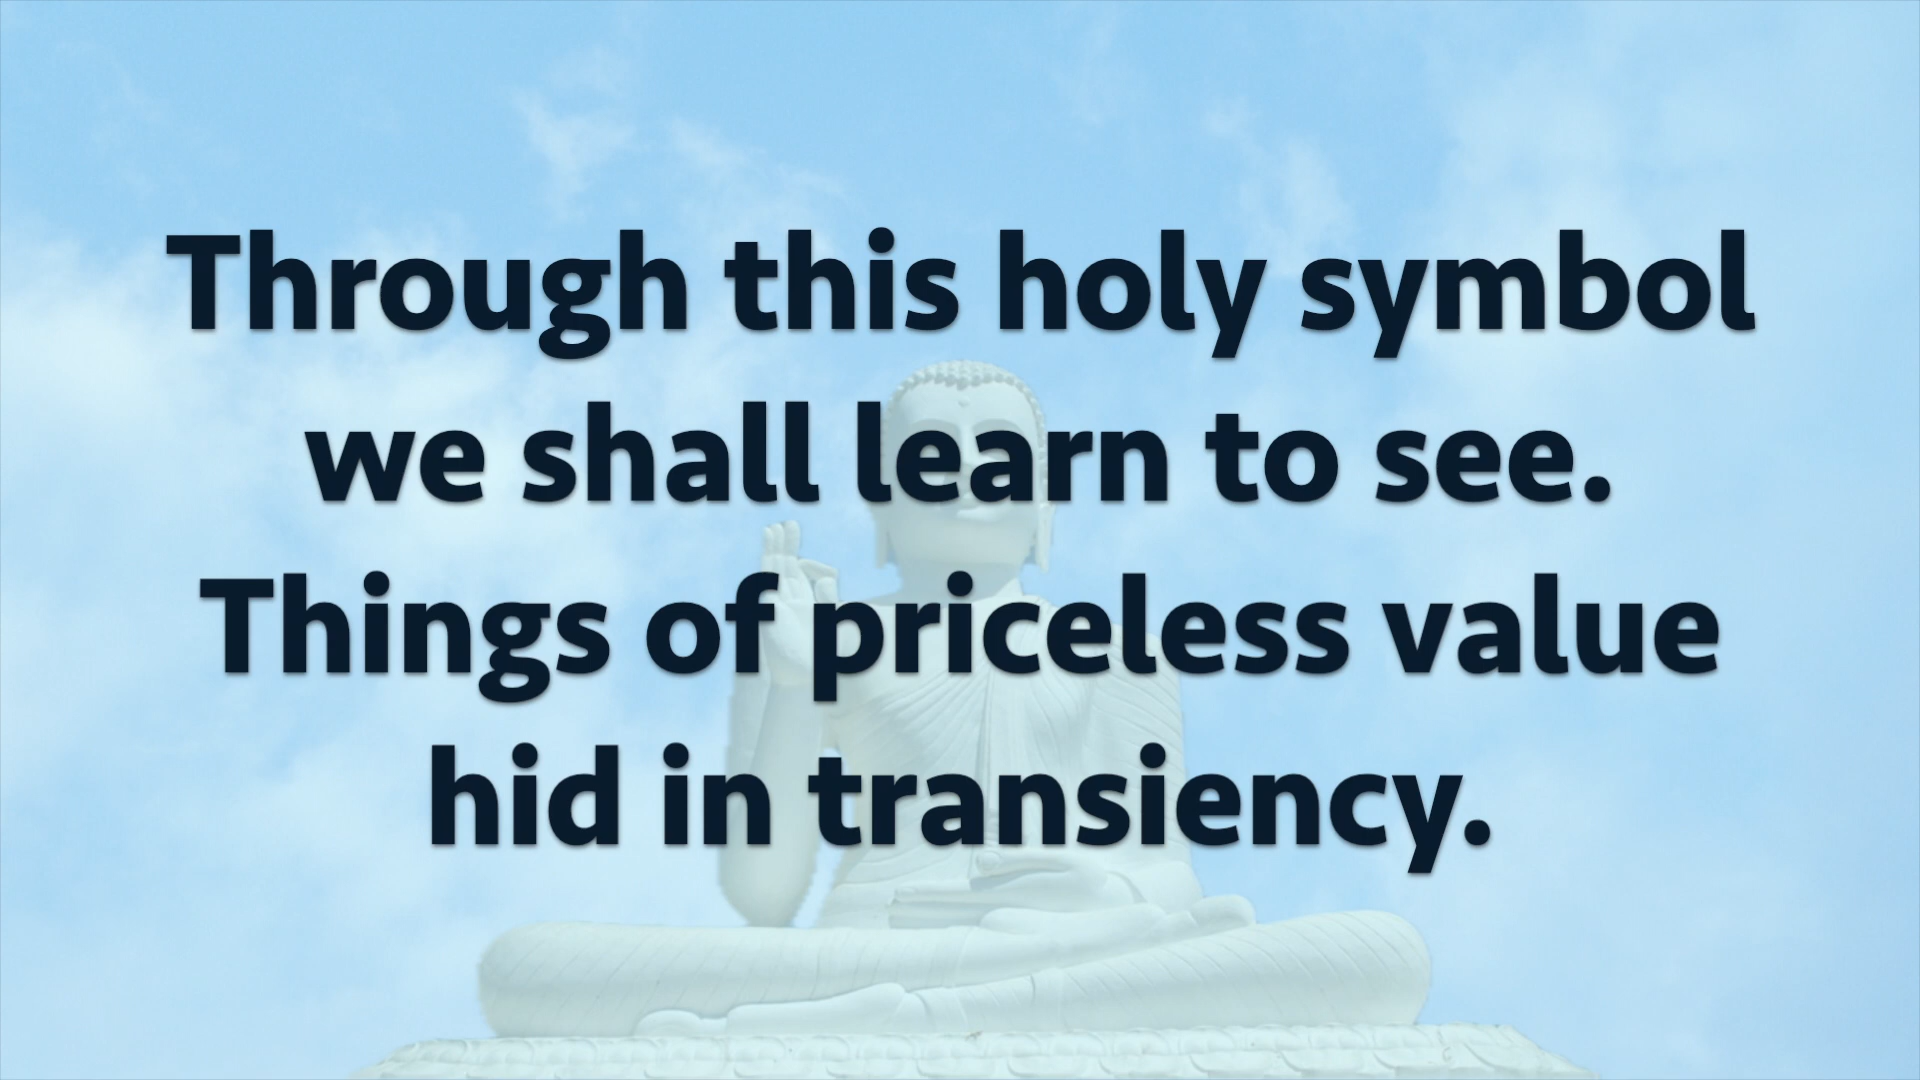 Through this holy symbol
we shall learn to see.
Things of priceless value
hid in transiency.